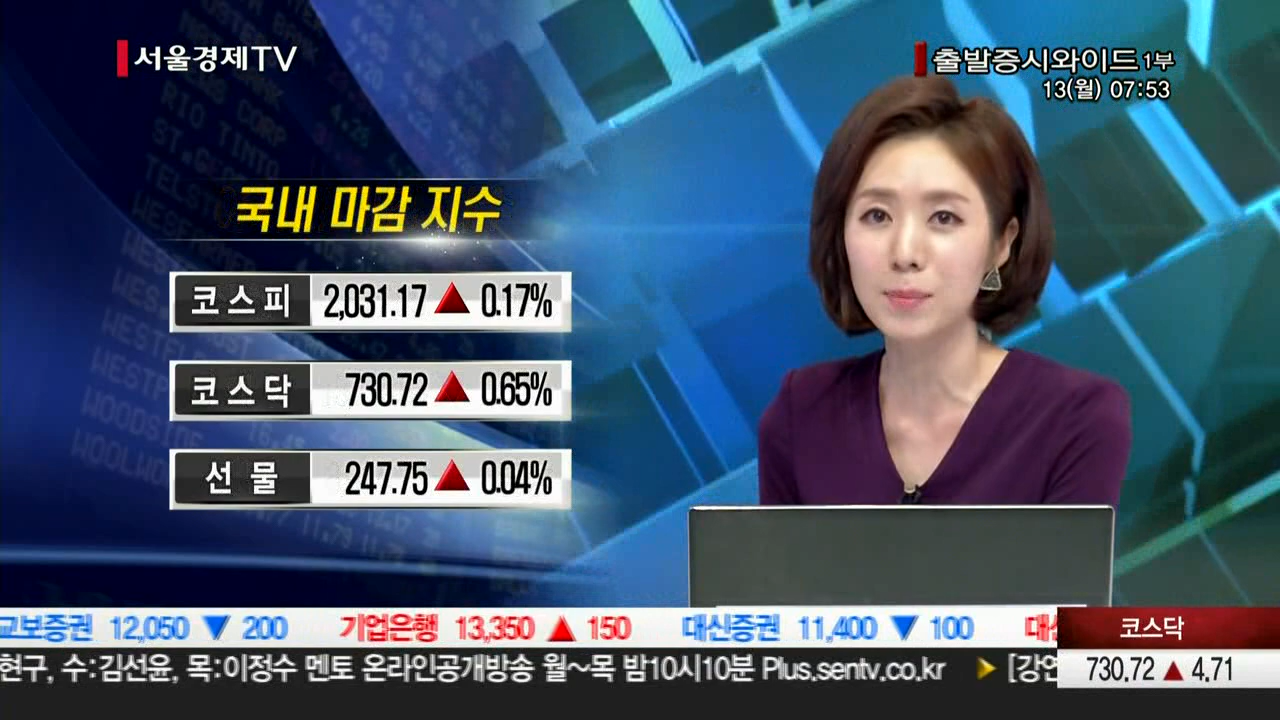 서울경제TV
출발증시와이드 1부
13(월) 07:53
국내 마감 지수
코스피 2,031.17 ▲ 0.17%
코스닥 730.72 ▲ 0.65%
선물 247.75 ▲ 0.04%
교보증권 12,050 ▼ 200 기업은행 13,350 ▲ 150 대신증권 11,400 ▼ 100
코스닥
현구, 수:김선윤, 목:이정수 멘토 온라인공개방송 월~목 밤10시10분 Plus.sentv.co.kr ▶ [강연
730.72 ▲ 4.71